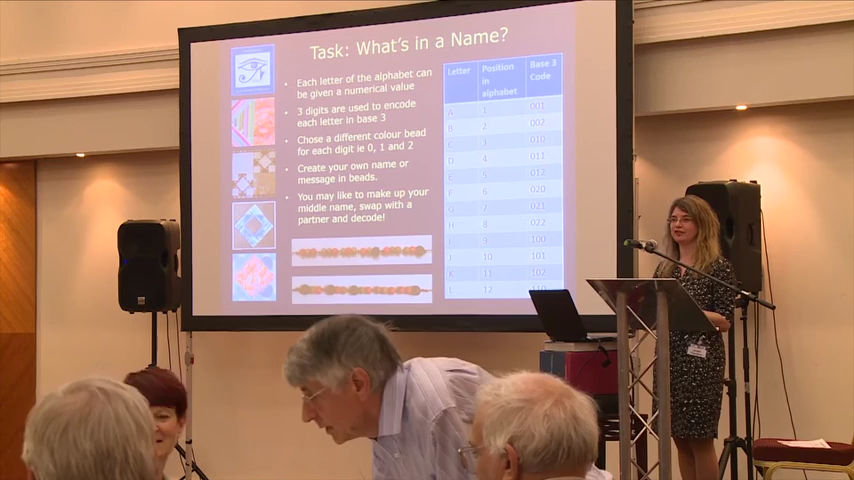 Task: What's in a Name?
• Each letter of the alphabet can
be given a numerical value
• 3 digits are used to encode
each letter in base 3
• Chose a different colour bead
for each digit ie 0, 1 and 2
• Create your own name or
message in beads.
• You may like to make up your
middle name, swap with a
partner and decode!
Letter Position in alphabet Base 3 Code
A 1 001
B 2 002
C 3 010
D 4 011
E 5 012
F 6 020
G 7 021
H 8 022
I 9 100
J 10 101
K 11 102
L 12 110